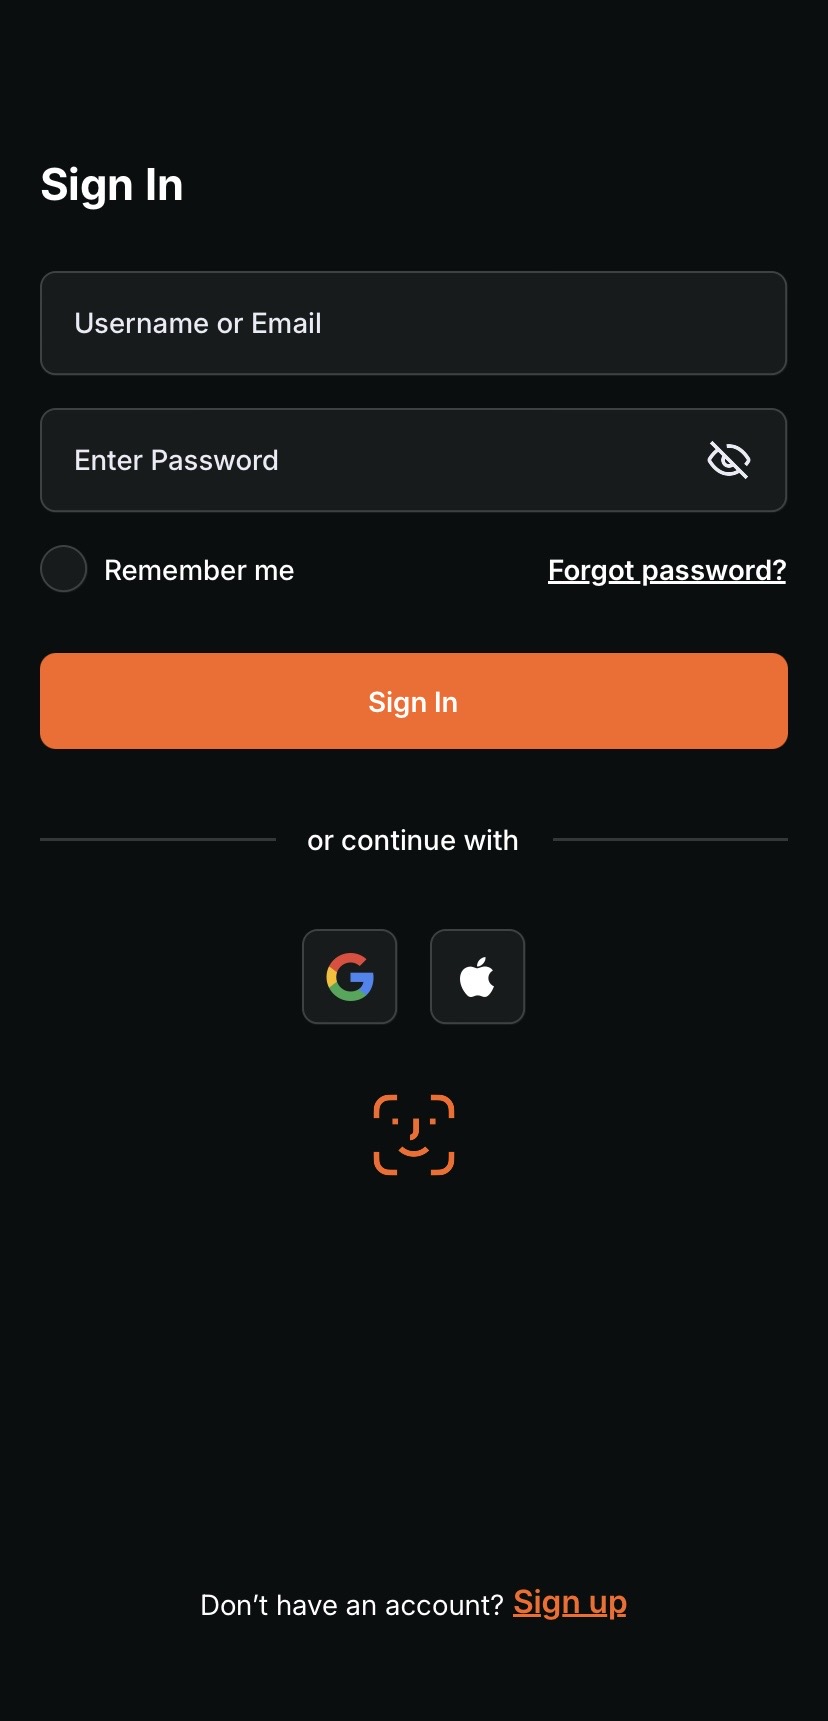 Sign In
Username or Email
Enter Password
Remember me
Forgot password?
Sign In
or continue with
Don’t have an account? Sign up